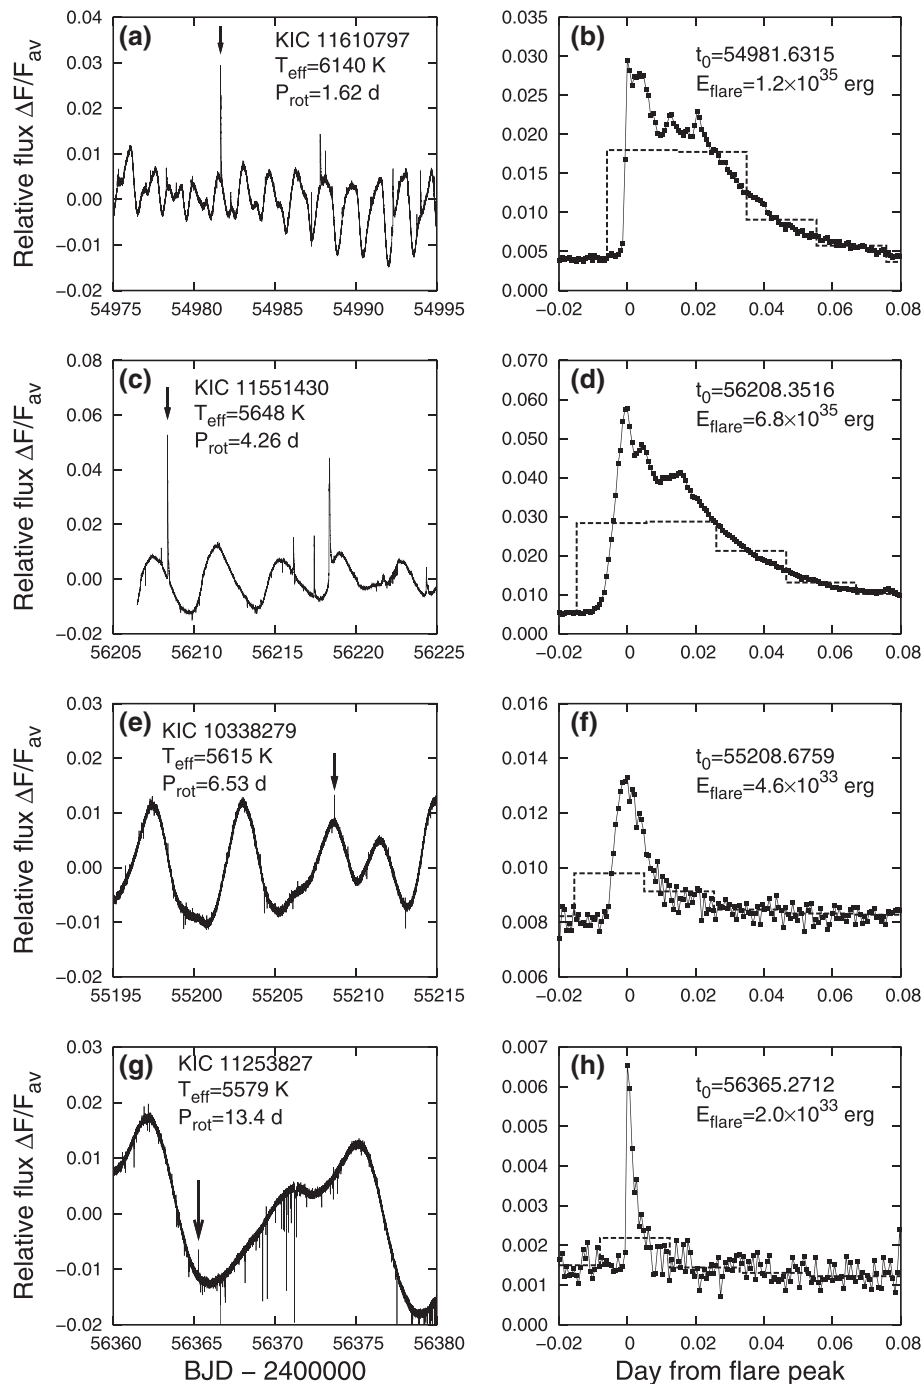 (a)
KIC 11610797
T_eff=6140 K
P_rot=1.62 d
Relative flux ΔF/F_av
0.04
0.03
0.02
0.01
0.00
−0.01
−0.02
54975 54980 54985 54990 54995
(b)
t_0=54981.6315
E_flare=1.2×10^35 erg
0.035
0.030
0.025
0.020
0.015
0.010
0.005
0.000
−0.02 0 0.02 0.04 0.06 0.08
(c)
KIC 11551430
T_eff=5648 K
P_rot=4.26 d
Relative flux ΔF/F_av
0.08
0.06
0.04
0.02
0.00
−0.02
56205 56210 56215 56220 56225
(d)
t_0=56208.3516
E_flare=6.8×10^35 erg
0.070
0.060
0.050
0.040
0.030
0.020
0.010
0.000
−0.02 0 0.02 0.04 0.06 0.08
(e)
KIC 10338279
T_eff=5615 K
P_rot=6.53 d
Relative flux ΔF/F_av
0.03
0.02
0.01
0.00
−0.01
−0.02
55195 55200 55205 55210 55215
(f)
t_0=55208.6759
E_flare=4.6×10^33 erg
0.016
0.014
0.012
0.010
0.008
0.006
−0.02 0 0.02 0.04 0.06 0.08
(g)
KIC 11253827
T_eff=5579 K
P_rot=13.4 d
Relative flux ΔF/F_av
0.03
0.02
0.01
0.00
−0.01
−0.02
56360 56365 56370 56375 56380
BJD − 2400000
(h)
t_0=56365.2712
E_flare=2.0×10^33 erg
0.007
0.006
0.005
0.004
0.003
0.002
0.001
0.000
−0.02 0 0.02 0.04 0.06 0.08
Day from flare peak